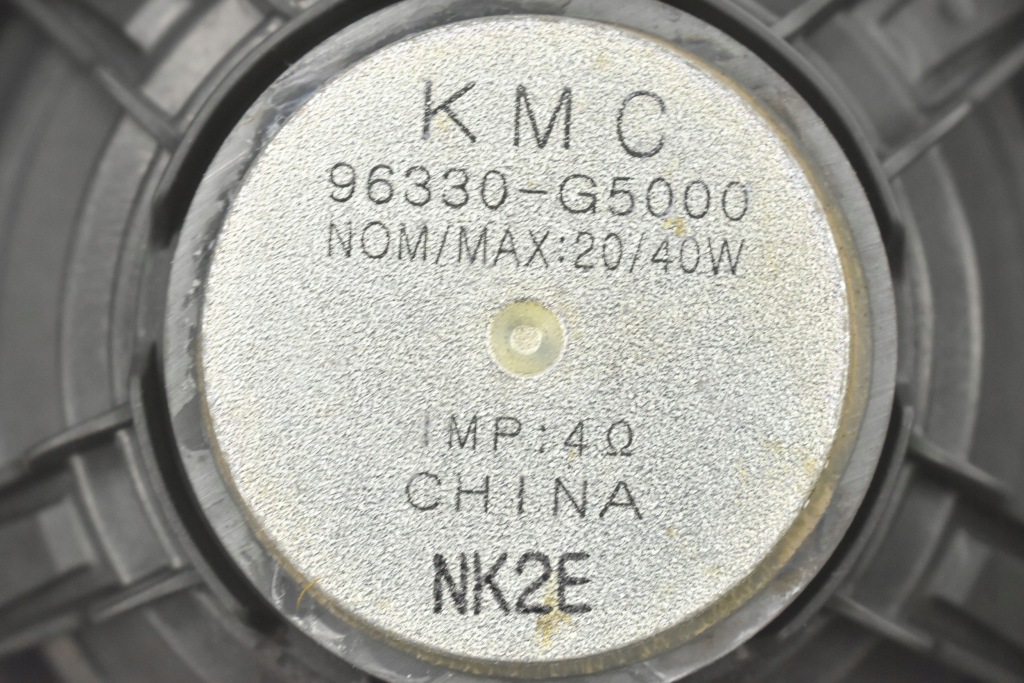 KMC
96330-G5000
NOM/MAX:20/40W
IMP:4Ω
CHINA
NK2E